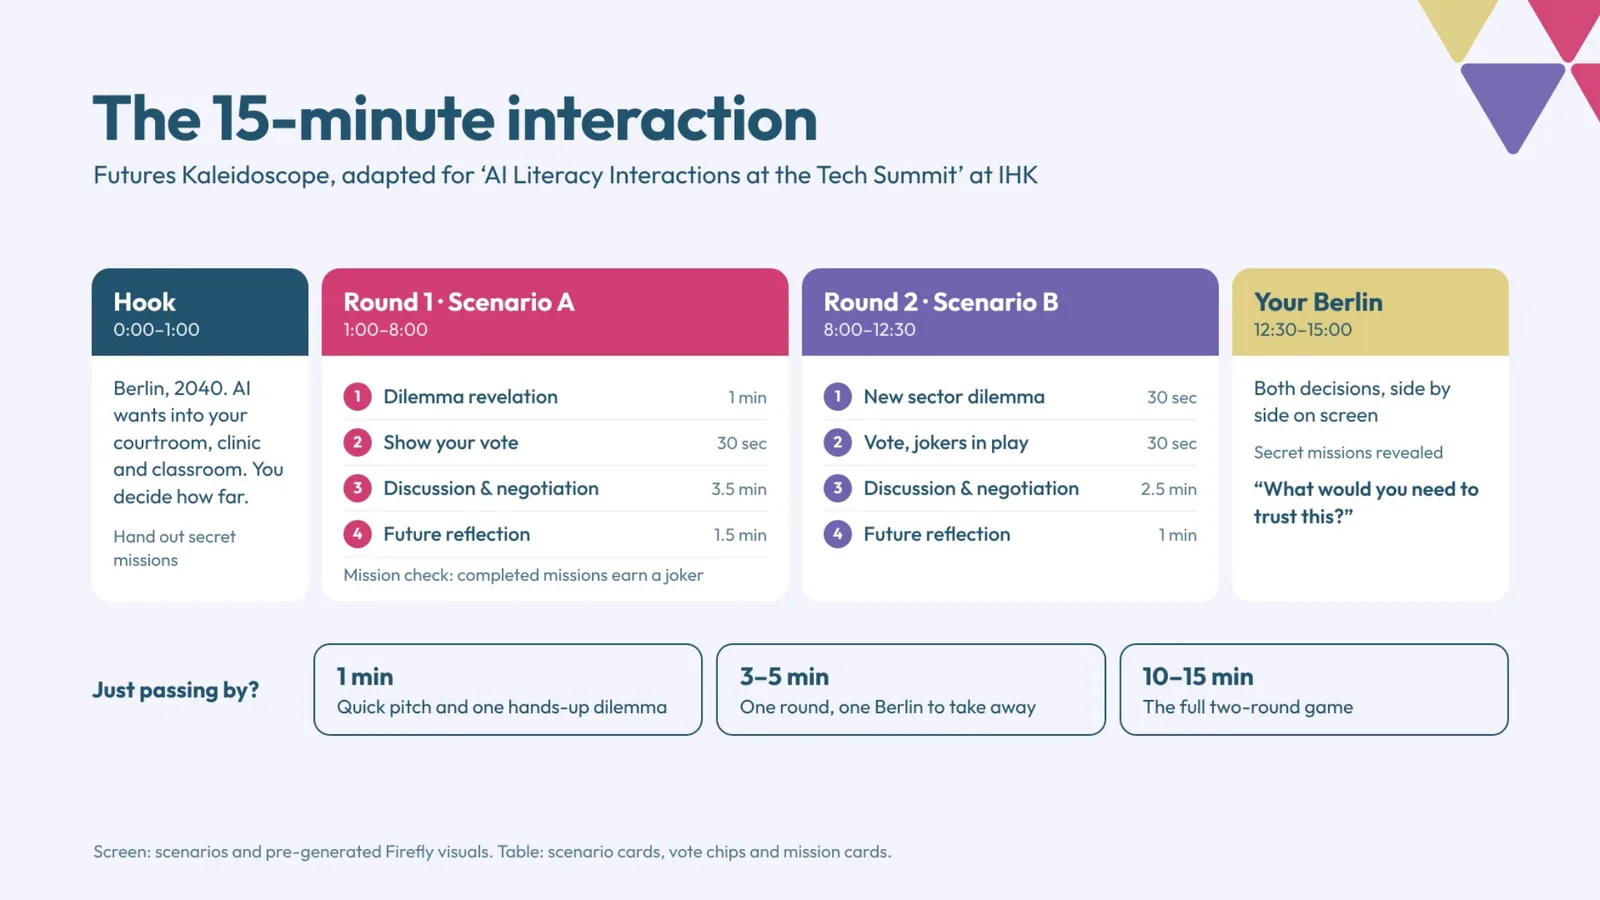 The 15-minute interaction
Futures Kaleidoscope, adapted for ‘AI Literacy Interactions at the Tech Summit’ at IHK
Hook
0:00–1:00
Berlin, 2040. AI
wants into your
courtroom, clinic
and classroom. You
decide how far.
Hand out secret
missions
Round 1 · Scenario A
1:00–8:00
1 Dilemma revelation 1 min
2 Show your vote 30 sec
3 Discussion & negotiation 3.5 min
4 Future reflection 1.5 min
Mission check: completed missions earn a joker
Round 2 · Scenario B
8:00–12:30
1 New sector dilemma 30 sec
2 Vote, jokers in play 30 sec
3 Discussion & negotiation 2.5 min
4 Future reflection 1 min
Your Berlin
12:30–15:00
Both decisions, side by
side on screen
Secret missions revealed
“What would you need to
trust this?”
Just passing by?
1 min
Quick pitch and one hands-up dilemma
3–5 min
One round, one Berlin to take away
10–15 min
The full two-round game
Screen: scenarios and pre-generated Firefly visuals. Table: scenario cards, vote chips and mission cards.